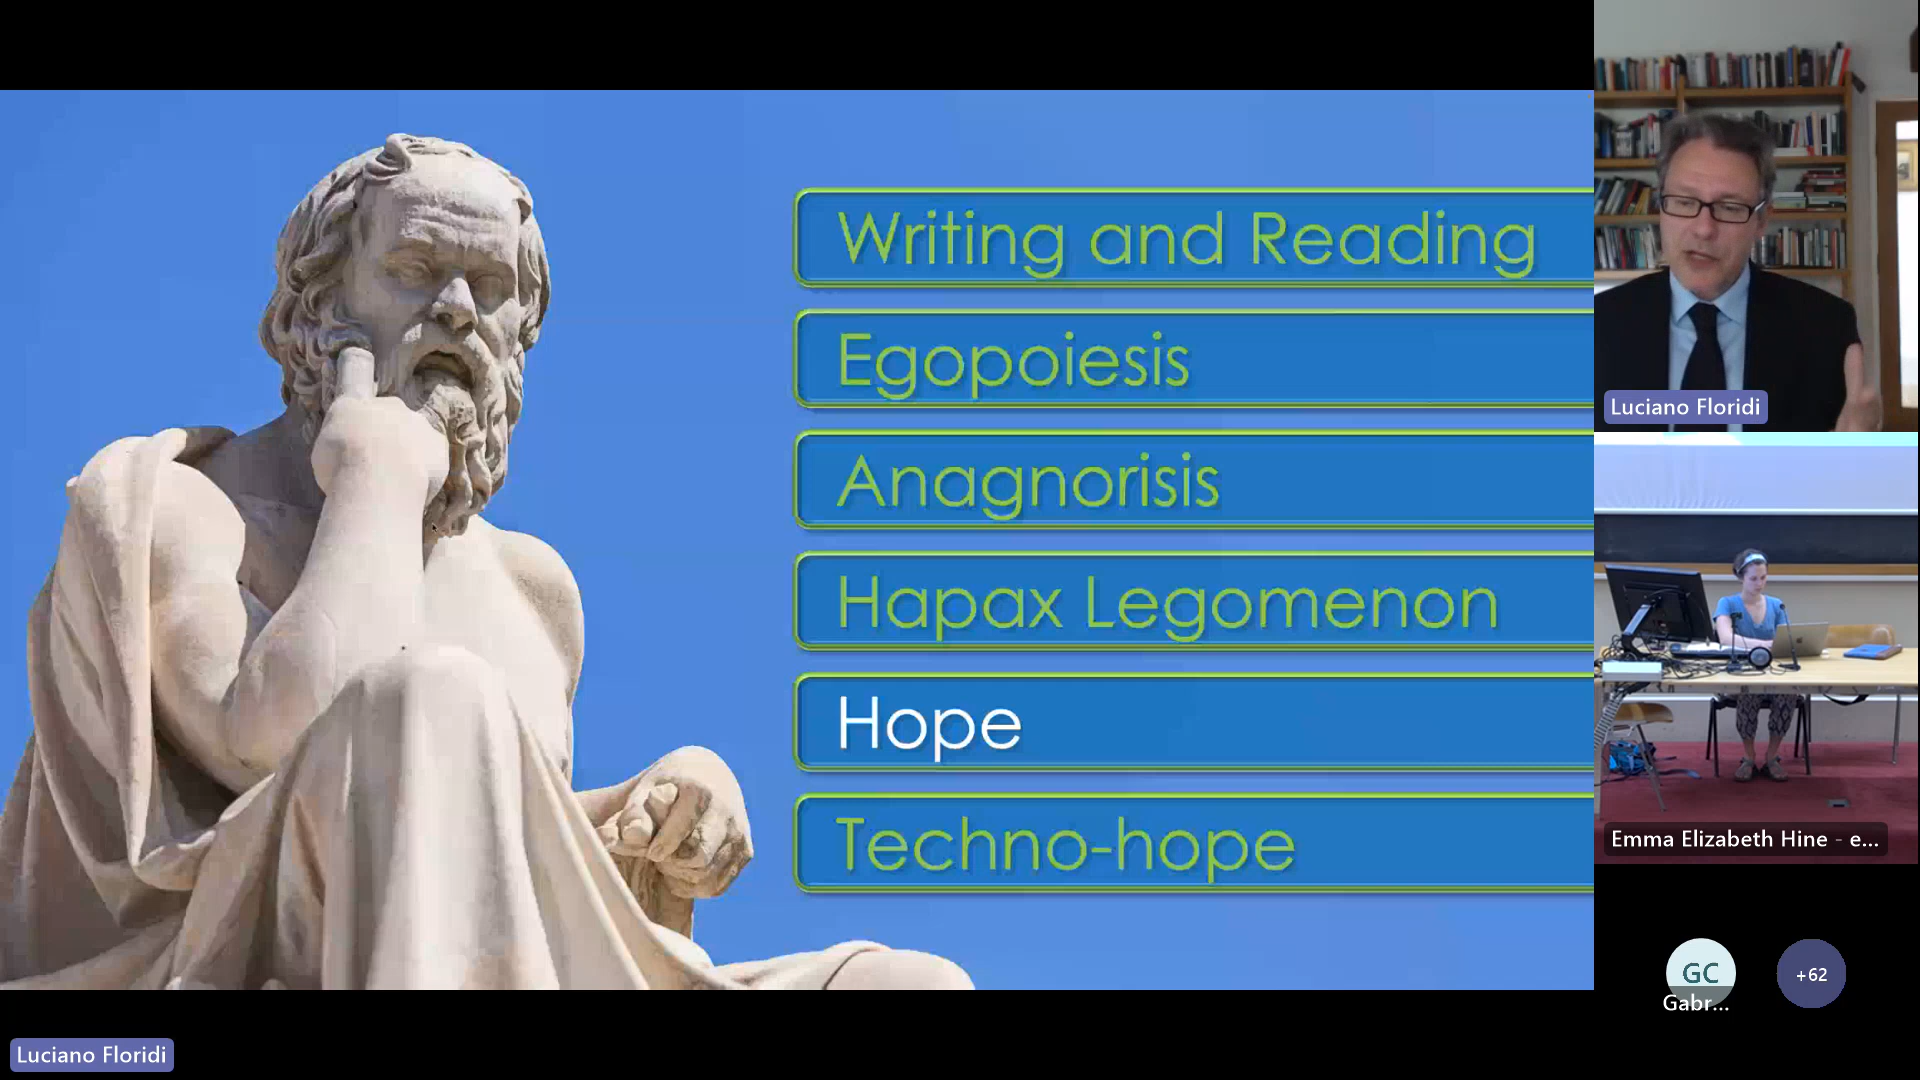 Writing and Reading
Egopoiesis
Anagnorisis
Hapax Legomenon
Hope
Techno-hope
Luciano Floridi
Emma Elizabeth Hine - e...
GC
Gabr...
+62
Luciano Floridi